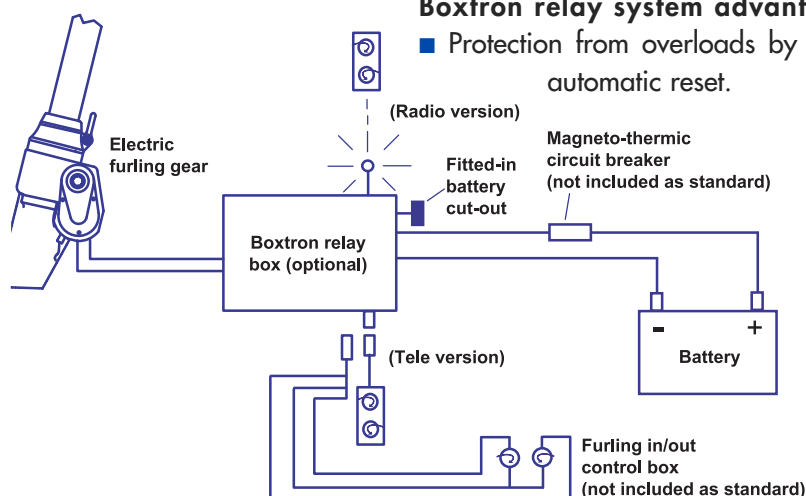 Boxtron relay system advant
■ Protection from overloads by
automatic reset.
(Radio version)
Electric
furling gear
Fitted-in
battery
cut-out
Magneto-thermic
circuit breaker
(not included as standard)
Boxtron relay
box (optional)
- +
Battery
(Tele version)
Furling in/out
control box
(not included as standard)